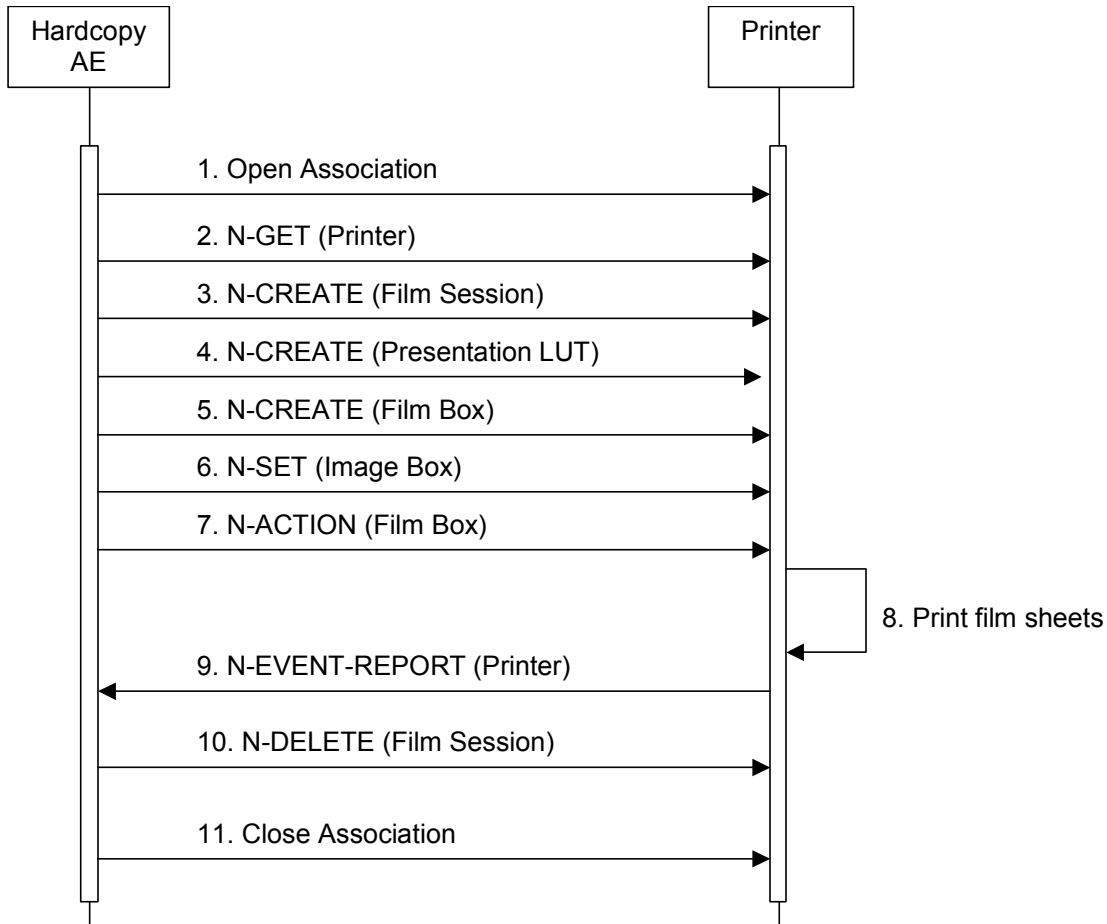 Hardcopy
AE
Printer
1. Open Association
2. N-GET (Printer)
3. N-CREATE (Film Session)
4. N-CREATE (Presentation LUT)
5. N-CREATE (Film Box)
6. N-SET (Image Box)
7. N-ACTION (Film Box)
8. Print film sheets
9. N-EVENT-REPORT (Printer)
10. N-DELETE (Film Session)
11. Close Association